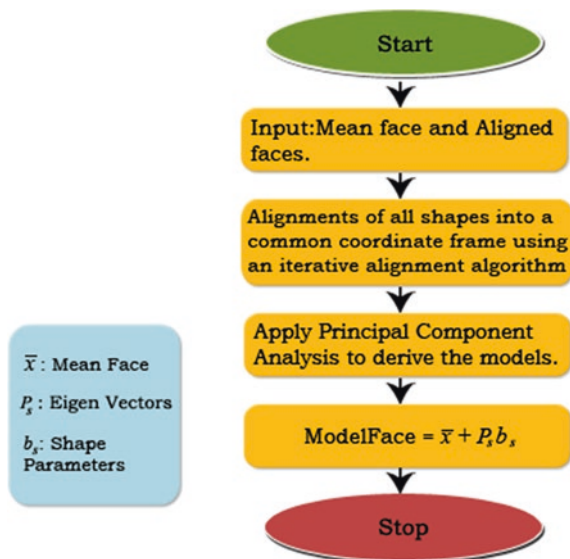 Start
Input:Mean face and Aligned
faces.
Alignments of all shapes into a
common coordinate frame using
an iterative alignment algorithm
Apply Principal Component
Analysis to derive the models.
ModelFace = x̄ + Pₛbₛ
Stop
x̄ : Mean Face
Pₛ : Eigen Vectors
bₛ: Shape
Parameters